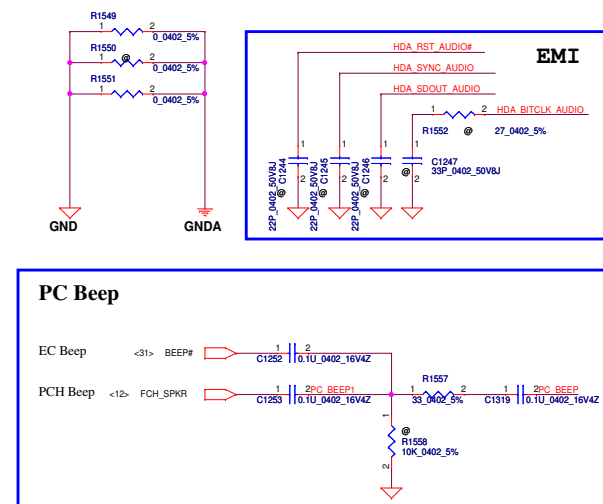 R1549
1 2
0_0402_5%
R1550
1 @ 2
0_0402_5%
R1551
1 2
0_0402_5%
GND
GNDA
EMI
HDA_RST_AUDIO#
HDA_SYNC_AUDIO
HDA_SDOUT_AUDIO
1 2 HDA_BITCLK_AUDIO
R1552 @ 27_0402_5%
1 2
22P_0402_50V8J
@ C1244
1 2
22P_0402_50V8J
@ C1245
1 2
22P_0402_50V8J
@ C1246
1 2
@
C1247
33P_0402_50V8J
PC Beep
EC Beep <31> BEEP#
1 2
C1252 0.1U_0402_16V4Z
PCH Beep <12> FCH_SPKR
1 2 PC_BEEP1
C1253 0.1U_0402_16V4Z
R1557
1 2
33_0402_5%
1 2 PC_BEEP
C1319 0.1U_0402_16V4Z
1 2
@
R1558
10K_0402_5%